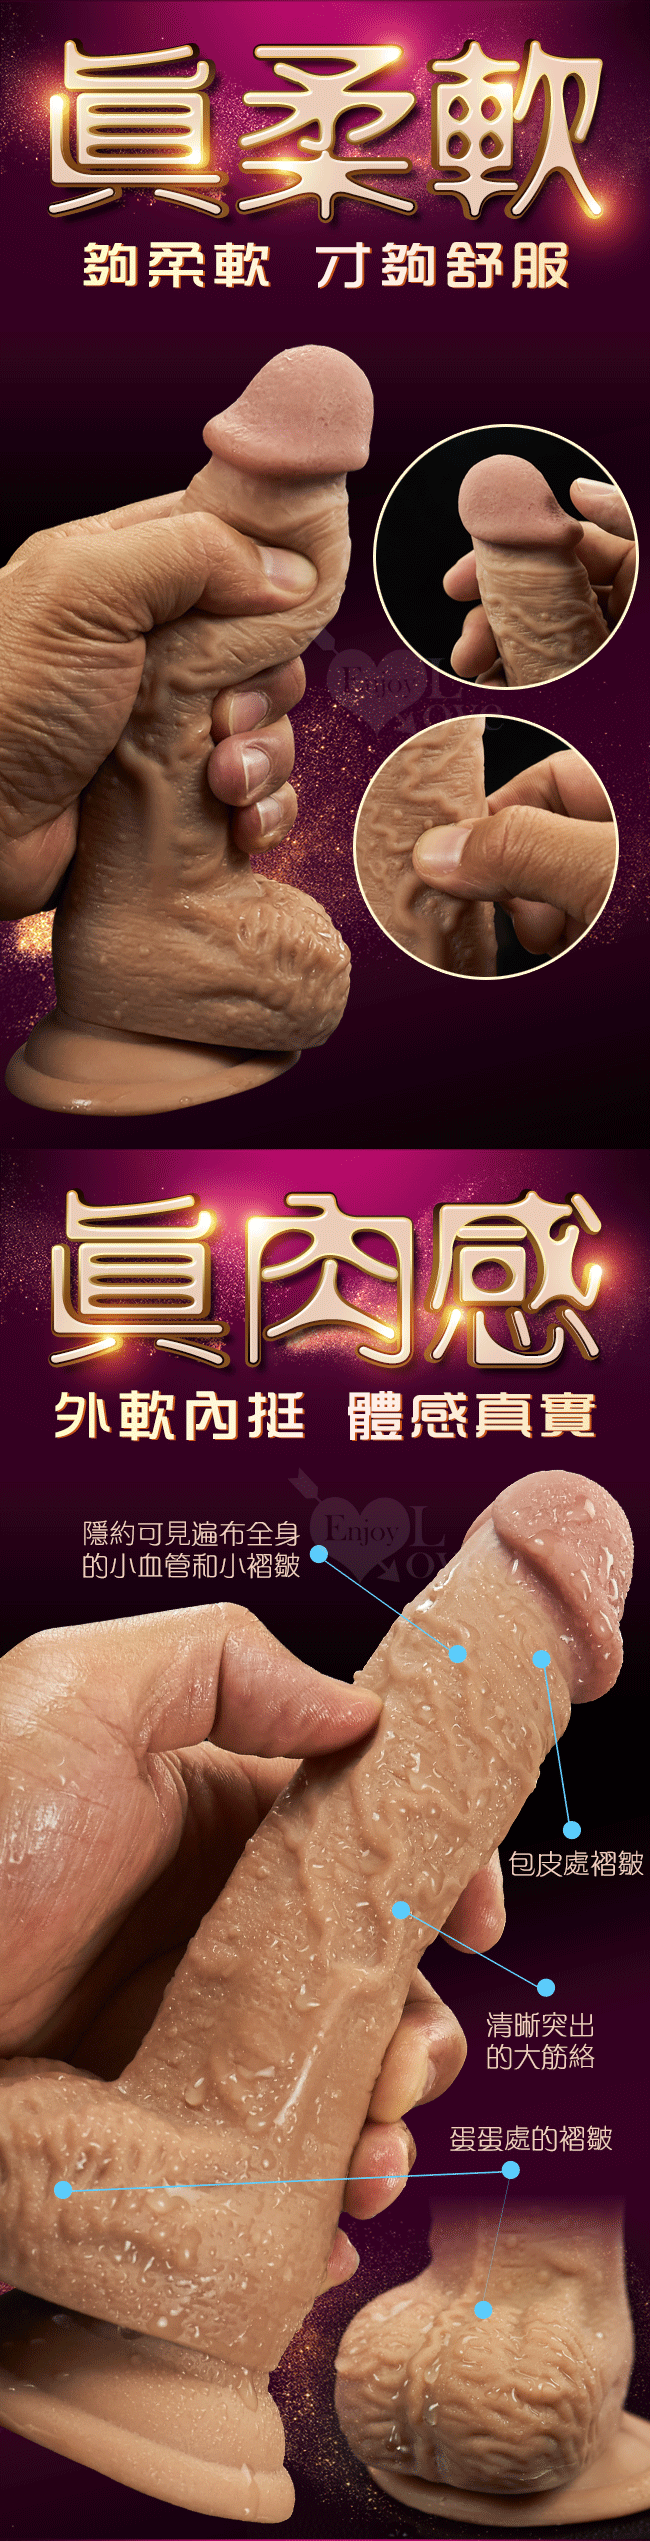 真柔軟
夠柔軟 才夠舒服
Enjoy Love
真肉感
外軟內挺 體感真實
Enjoy Love
隱約可見遍布全身
的小血管和小褶皺
包皮處褶皺
清晰突出
的大筋絡
蛋蛋處的褶皺